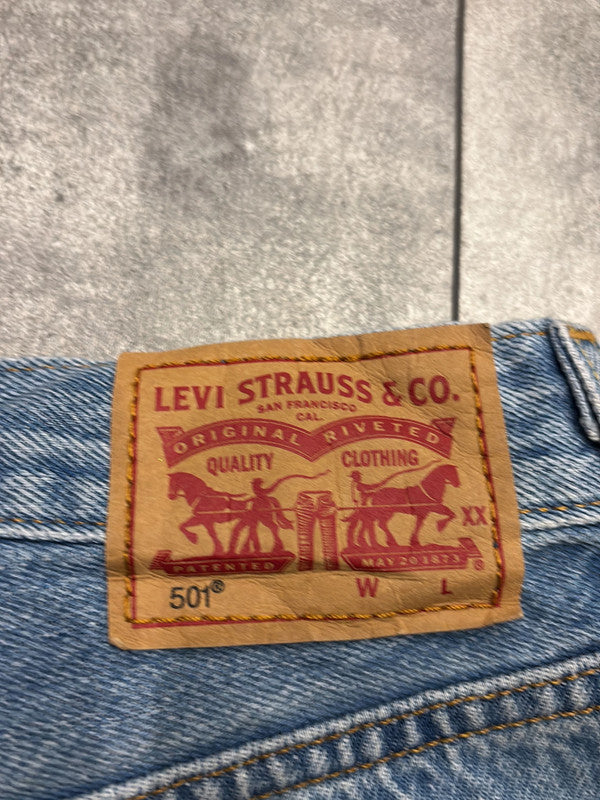 LEVI STRAUSS & CO.
SAN FRANCISCO
CAL.
ORIGINAL RIVETED
QUALITY CLOTHING
XX
PATENTED MAY 20 1873 ®
501® W L